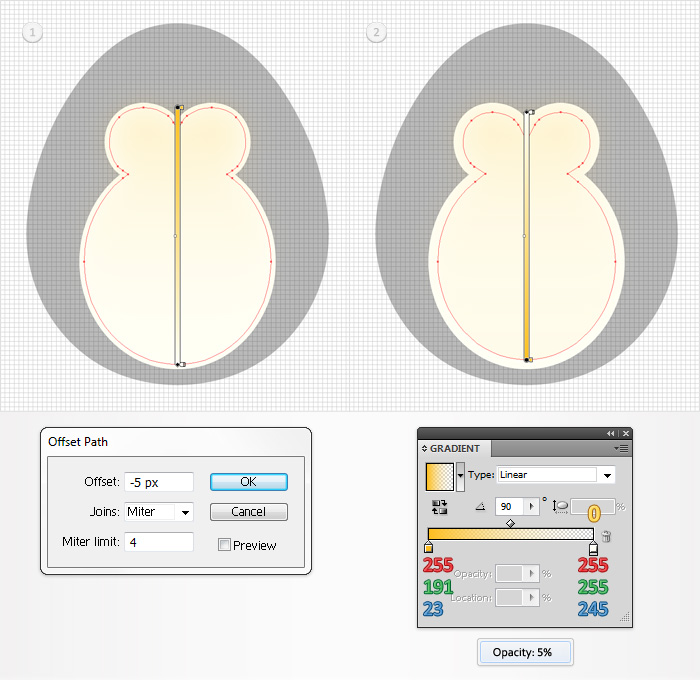 1
2
Offset Path
Offset: -5 px
OK
Joins: Miter
Cancel
Miter limit: 4
Preview
GRADIENT
Type: Linear
90 °
0 %
255 255
Opacity: %
191 255
Location: %
23 245
Opacity: 5%